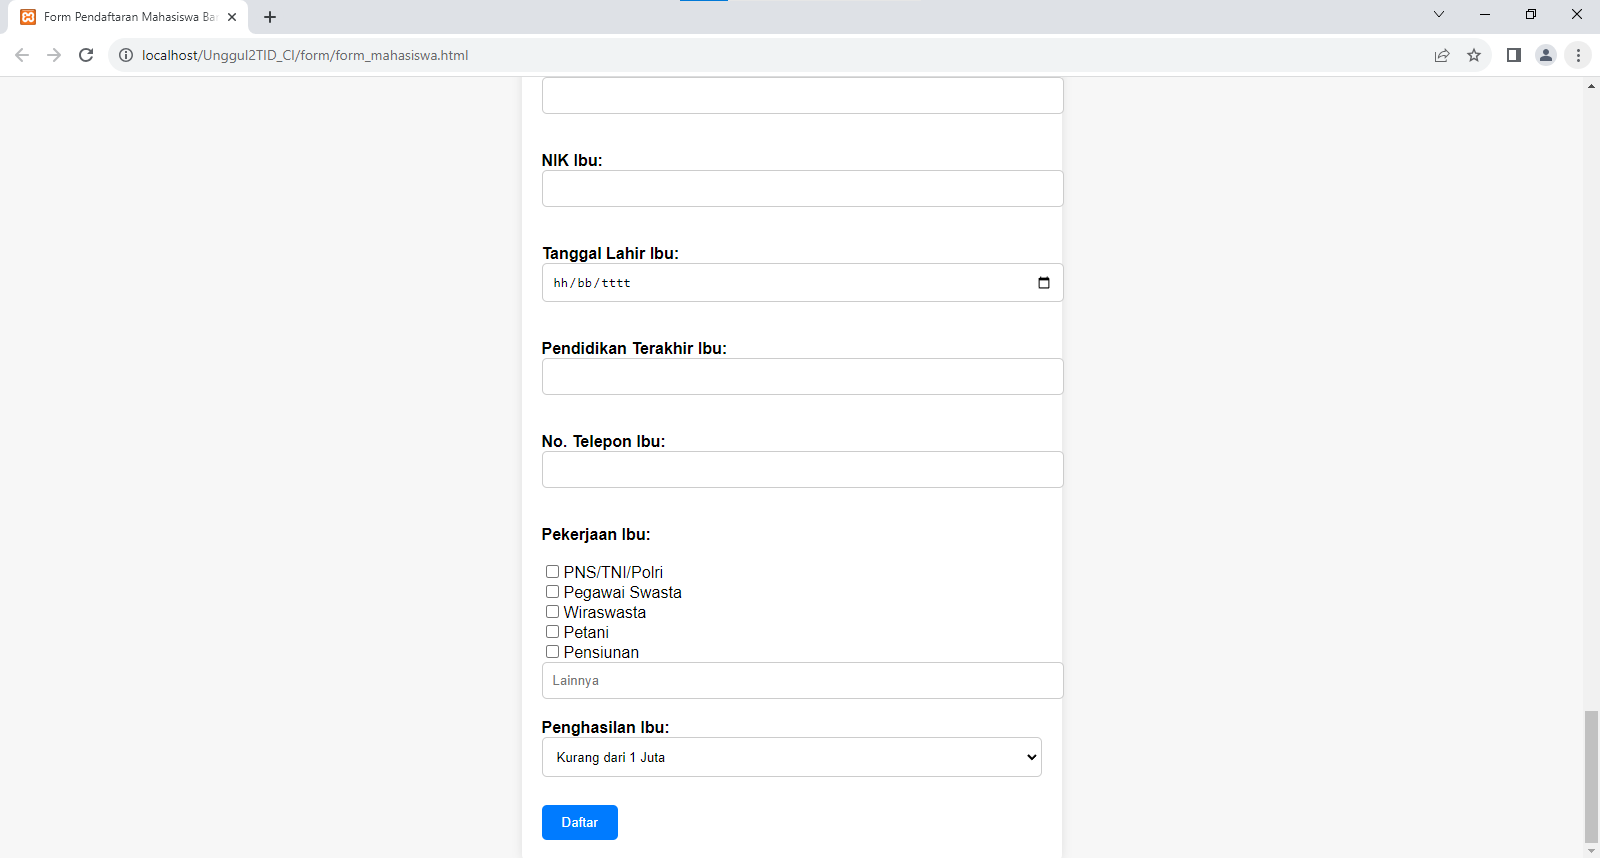 Form Pendaftaran Mahasiswa Ba
localhost/Unggul2TID_CI/form/form_mahasiswa.html
NIK Ibu:
Tanggal Lahir Ibu:
hh/bb/tttt
Pendidikan Terakhir Ibu:
No. Telepon Ibu:
Pekerjaan Ibu:
PNS/TNI/Polri
Pegawai Swasta
Wiraswasta
Petani
Pensiunan
Lainnya
Penghasilan Ibu:
Kurang dari 1 Juta
Daftar